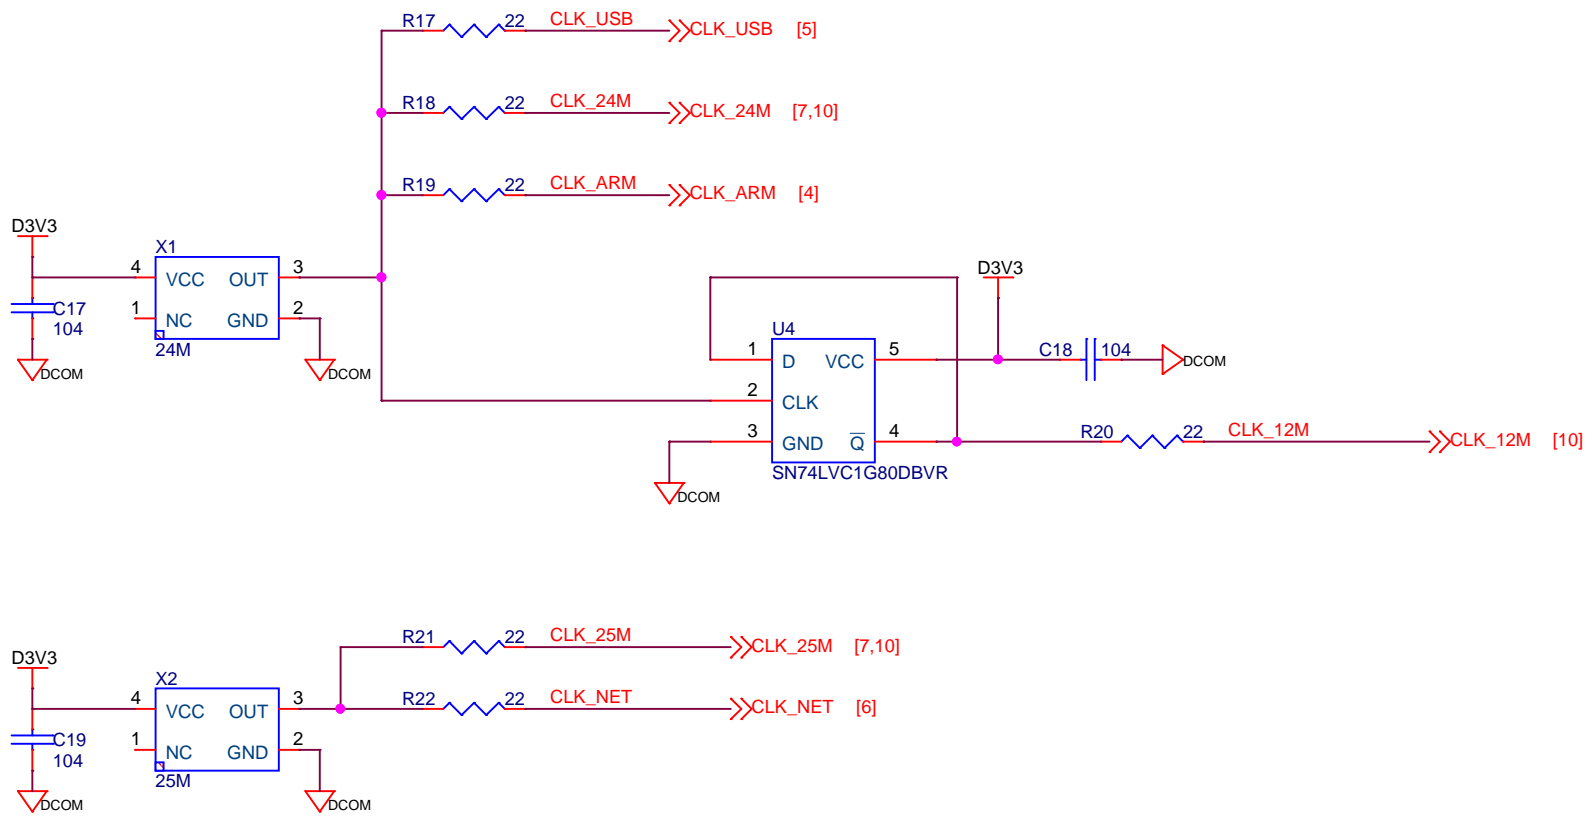 R17 22 CLK_USB CLK_USB [5]
R18 22 CLK_24M CLK_24M [7,10]
R19 22 CLK_ARM CLK_ARM [4]
D3V3
X1
4 VCC OUT 3
1 NC GND 2
24M
C17
104
DCOM
DCOM
D3V3
U4
1 D VCC 5
2 CLK
3 GND Q 4
SN74LVC1G80DBVR
C18 104
DCOM
R20 22 CLK_12M CLK_12M [10]
DCOM
R21 22 CLK_25M CLK_25M [7,10]
D3V3
X2
4 VCC OUT 3
1 NC GND 2
25M
R22 22 CLK_NET CLK_NET [6]
C19
104
DCOM
DCOM